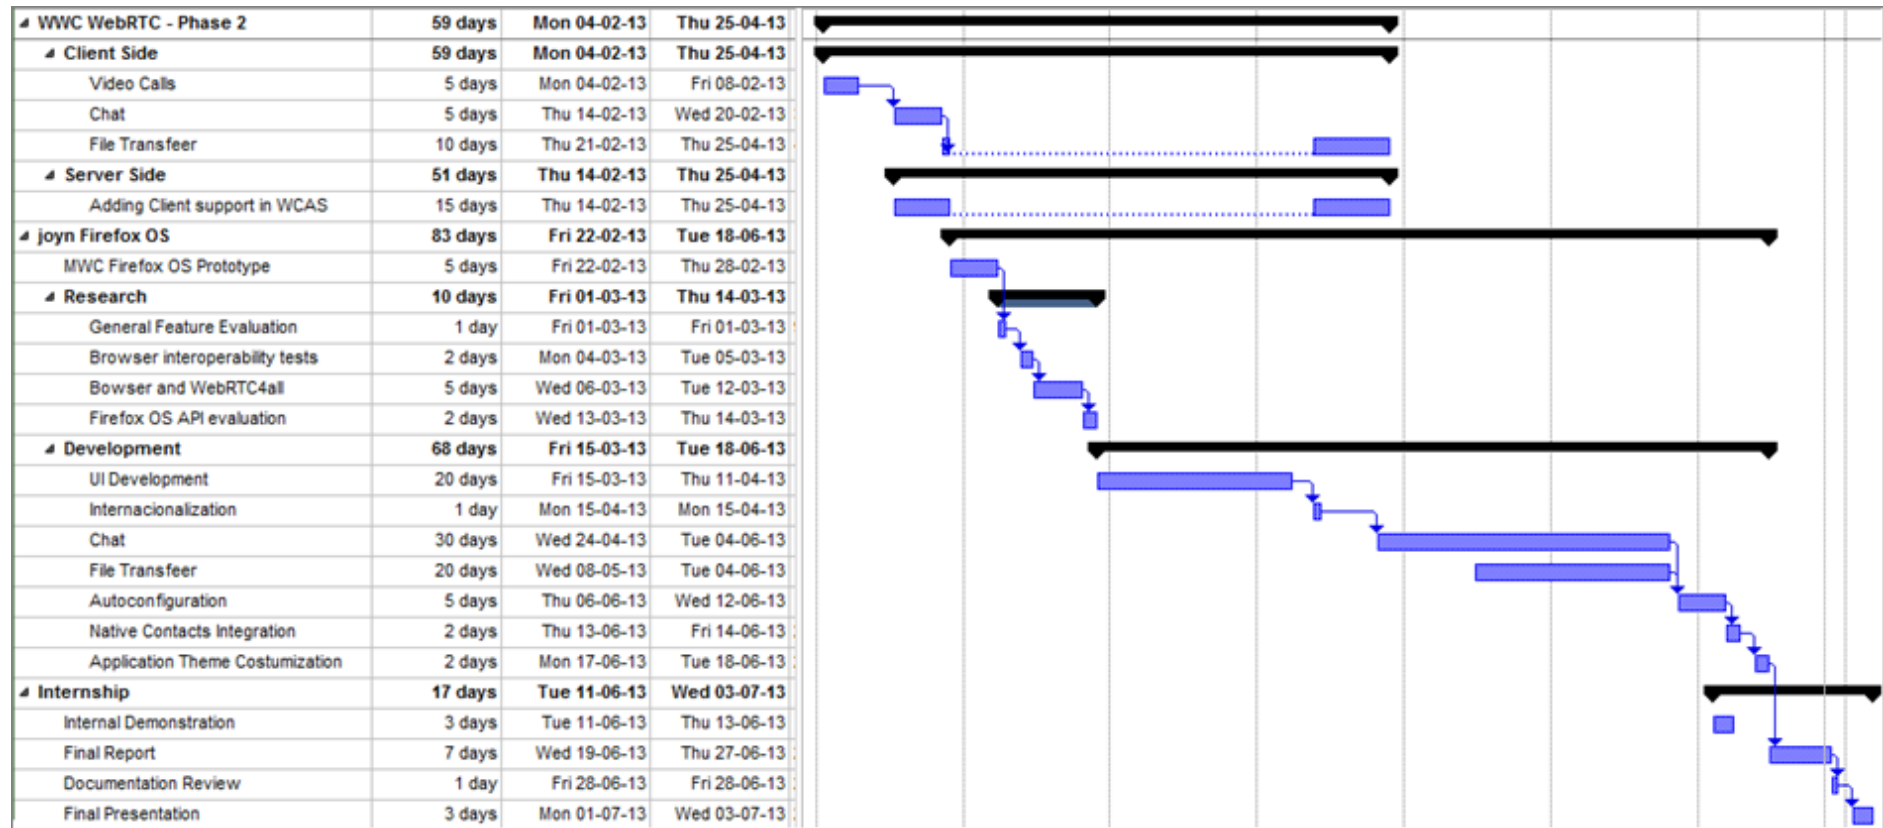 WWC WebRTC - Phase 2 59 days Mon 04-02-13 Thu 25-04-13
Client Side 59 days Mon 04-02-13 Thu 25-04-13
Video Calls 5 days Mon 04-02-13 Fri 08-02-13
Chat 5 days Thu 14-02-13 Wed 20-02-13
File Transfeer 10 days Thu 21-02-13 Thu 25-04-13
Server Side 51 days Thu 14-02-13 Thu 25-04-13
Adding Client support in WCAS 15 days Thu 14-02-13 Thu 25-04-13
joyn Firefox OS 83 days Fri 22-02-13 Tue 18-06-13
MWC Firefox OS Prototype 5 days Fri 22-02-13 Thu 28-02-13
Research 10 days Fri 01-03-13 Thu 14-03-13
General Feature Evaluation 1 day Fri 01-03-13 Fri 01-03-13
Browser interoperability tests 2 days Mon 04-03-13 Tue 05-03-13
Bowser and WebRTC4all 5 days Wed 06-03-13 Tue 12-03-13
Firefox OS API evaluation 2 days Wed 13-03-13 Thu 14-03-13
Development 68 days Fri 15-03-13 Tue 18-06-13
UI Development 20 days Fri 15-03-13 Thu 11-04-13
Internacionalization 1 day Mon 15-04-13 Mon 15-04-13
Chat 30 days Wed 24-04-13 Tue 04-06-13
File Transfeer 20 days Wed 08-05-13 Tue 04-06-13
Autoconfiguration 5 days Thu 06-06-13 Wed 12-06-13
Native Contacts Integration 2 days Thu 13-06-13 Fri 14-06-13
Application Theme Costumization 2 days Mon 17-06-13 Tue 18-06-13
Internship 17 days Tue 11-06-13 Wed 03-07-13
Internal Demonstration 3 days Tue 11-06-13 Thu 13-06-13
Final Report 7 days Wed 19-06-13 Thu 27-06-13
Documentation Review 1 day Fri 28-06-13 Fri 28-06-13
Final Presentation 3 days Mon 01-07-13 Wed 03-07-13